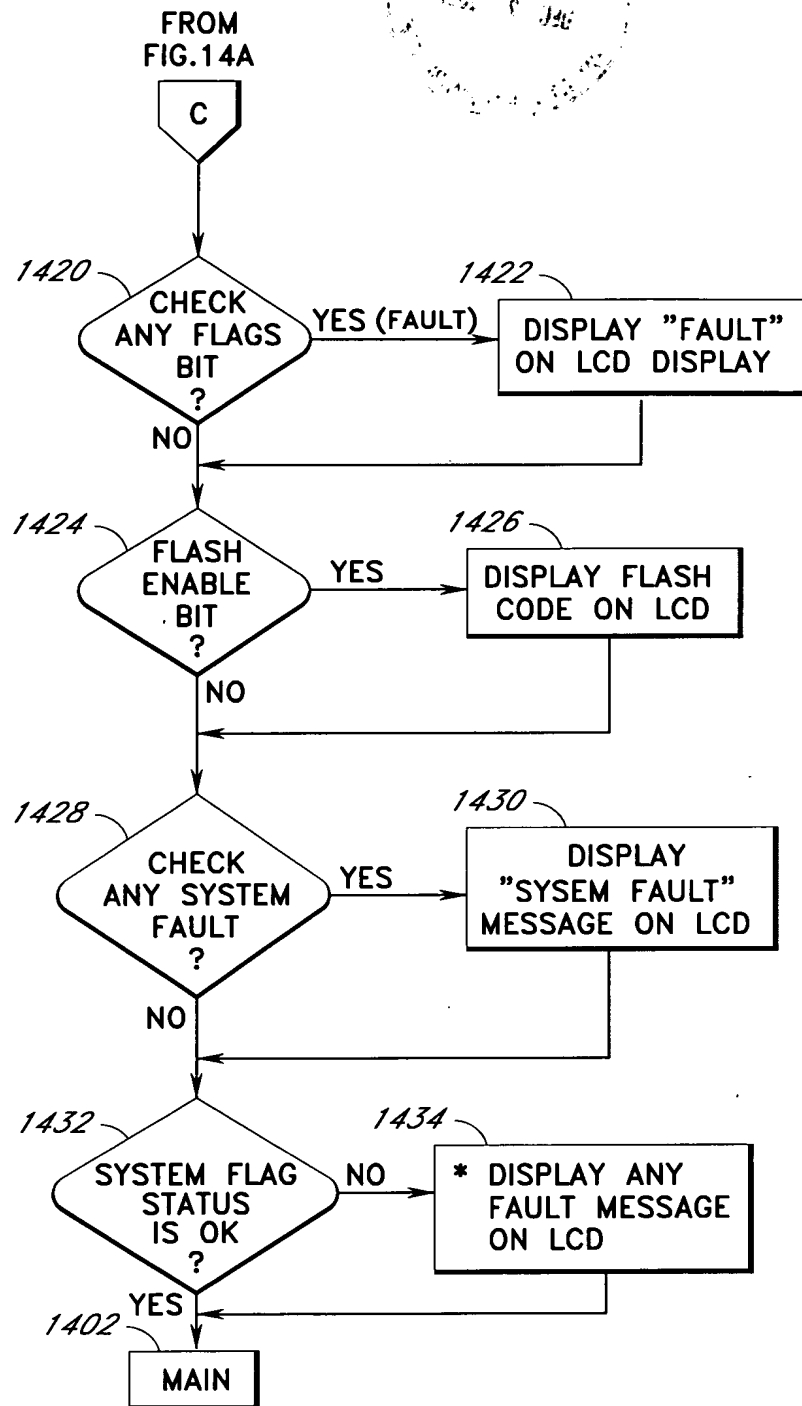 FROM
FIG.14A
C
1420
CHECK
ANY FLAGS
BIT
?
YES (FAULT)
NO
1422
DISPLAY "FAULT"
ON LCD DISPLAY
1424
FLASH
ENABLE
BIT
?
YES
NO
1426
DISPLAY FLASH
CODE ON LCD
1428
CHECK
ANY SYSTEM
FAULT
?
YES
NO
1430
DISPLAY
"SYSEM FAULT"
MESSAGE ON LCD
1432
SYSTEM FLAG
STATUS
IS OK
?
NO
YES
1434
* DISPLAY ANY
FAULT MESSAGE
ON LCD
1402
MAIN